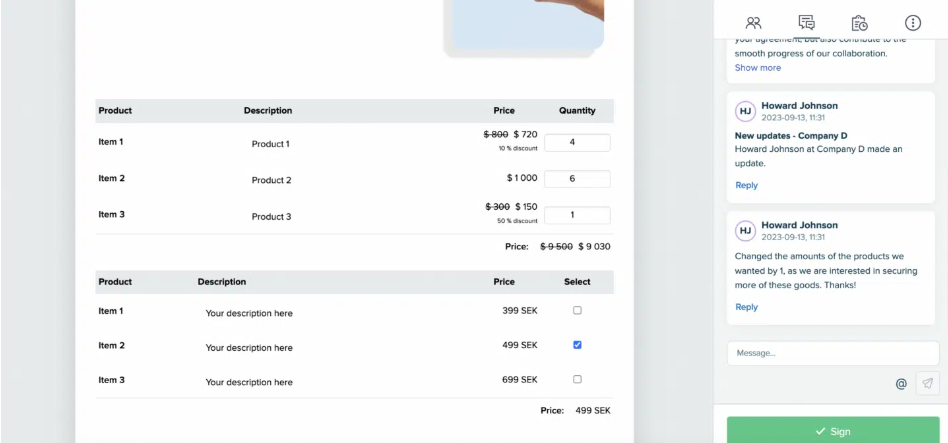 Product Description Price Quantity
Item 1 Product 1 $ 800 $ 720 4
10 % discount
Item 2 Product 2 $ 1 000 6
Item 3 Product 3 $ 300 $ 150 1
50 % discount
Price: $ 9 500 $ 9 030
Product Description Price Select
Item 1 Your description here 399 SEK
Item 2 Your description here 499 SEK
Item 3 Your description here 699 SEK
Price: 499 SEK
your agreement, but also contribute to the
smooth progress of our collaboration.
Show more
HJ Howard Johnson
2023-09-13, 11:31
New updates - Company D
Howard Johnson at Company D made an
update.
Reply
HJ Howard Johnson
2023-09-13, 11:31
Changed the amounts of the products we
wanted by 1, as we are interested in securing
more of these goods. Thanks!
Reply
Message...
@
Sign